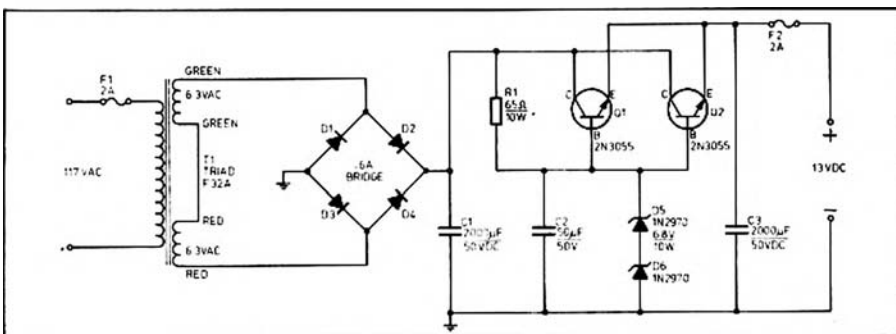 F1
2A
117 VAC
GREEN
6.3VAC
GREEN
T1
TRIAD
F32A
RED
6.3VAC
RED
D1
D2
D3
D4
.6A
BRIDGE
C1
2000µF
50VDC
R1
65Ω
10W
C
E
Q1
B
2N3055
C
E
Q2
B
2N3055
C2
50V
D5
1N2970
6.8V
10W
D6
1N2970
C3
2000µF
50VDC
F2
2A
+
13VDC
−